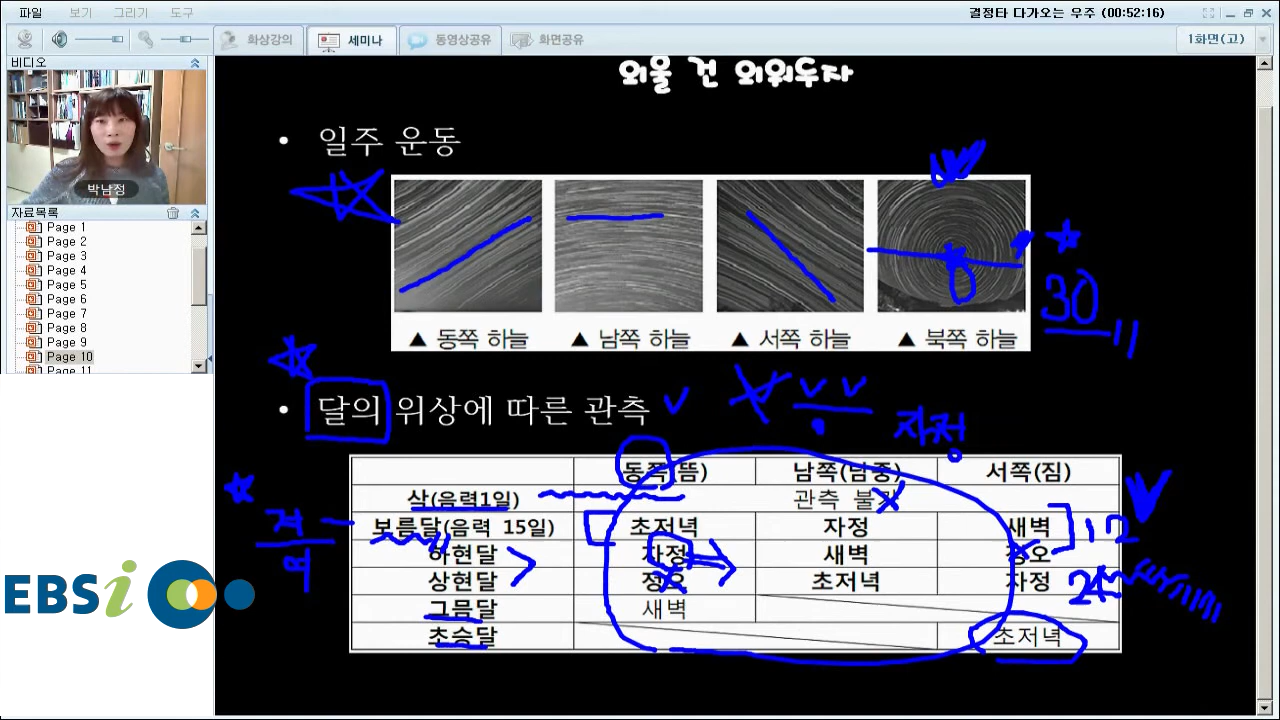 파일 보기 그리기 도구 결정타 다가오는 우주 (00:52:16)
화상강의 세미나 동영상공유 화면공유 1화면(고)
비디오
박남정
자료목록
Page 1
Page 2
Page 3
Page 4
Page 5
Page 6
Page 7
Page 8
Page 9
Page 10
Page 11
EBSi
외울 건 외워두자
• 일주 운동
30
▲ 동쪽 하늘 ▲ 남쪽 하늘 ▲ 서쪽 하늘 ▲ 북쪽 하늘
• 달의 위상에 따른 관측
자정
동쪽(뜸) 남쪽(남중) 서쪽(짐)
삭(음력1일) 관측 불가
보름달(음력 15일) 초저녁 자정 새벽
12
하현달 자정 새벽 정오
상현달 정오 초저녁 자정
그믐달 새벽
초승달 초저녁